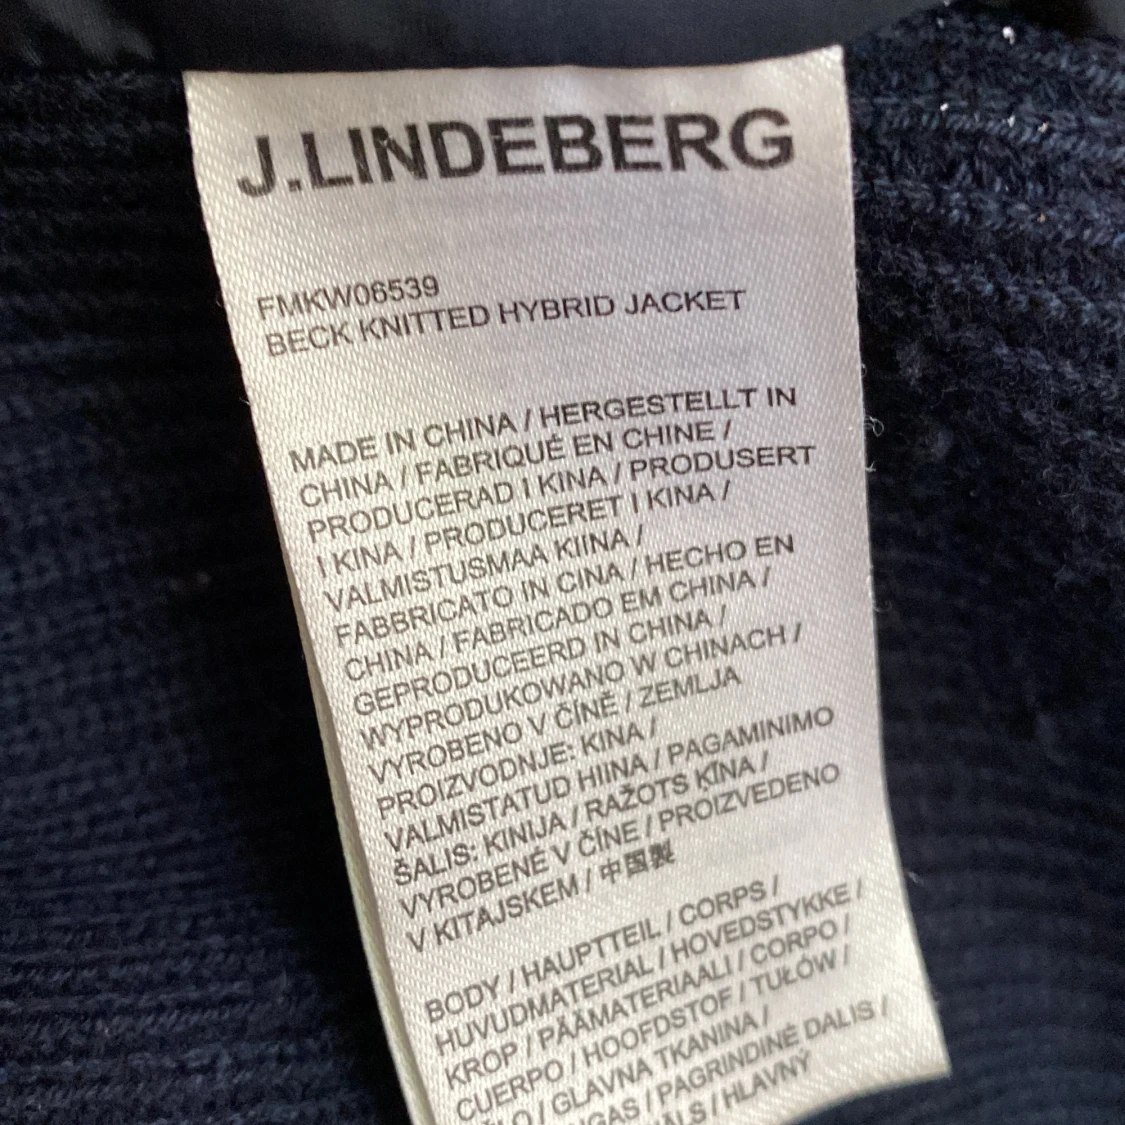 J.LINDEBERG
FMKW06539
BECK KNITTED HYBRID JACKET
MADE IN CHINA / HERGESTELLT IN
CHINA / FABRIQUÉ EN CHINE /
PRODUCERAD I KINA / PRODUSERT
I KINA / PRODUCERET I KINA /
VALMISTUSMAA KIINA /
FABBRICATO IN CINA / HECHO EN
CHINA / FABRICADO EM CHINA /
GEPRODUCEERD IN CHINA /
WYPRODUKOWANO W CHINACH /
VYROBENO V ČÍNĚ / ZEMLJA
PROIZVODNJE: KINA /
VALMISTATUD HIINA / PAGAMINIMO
ŠALIS: KINIJA / RAŽOTS ĶĪNA /
VYROBENÉ V ČÍNE / PROIZVEDENO
V KITAJSKEM / 中国製
BODY / HAUPTTEIL / CORPS /
HUVUDMATERIAL / HOVEDSTYKKE /
KROP / PÄÄMATERIAALI / CORPO /
CUERPO / HOOFDSTOF / TUŁÓW /
/ GLAVNA TKANINA /
/ PAGRINDINĖ DALIS /
/ HLAVNÝ